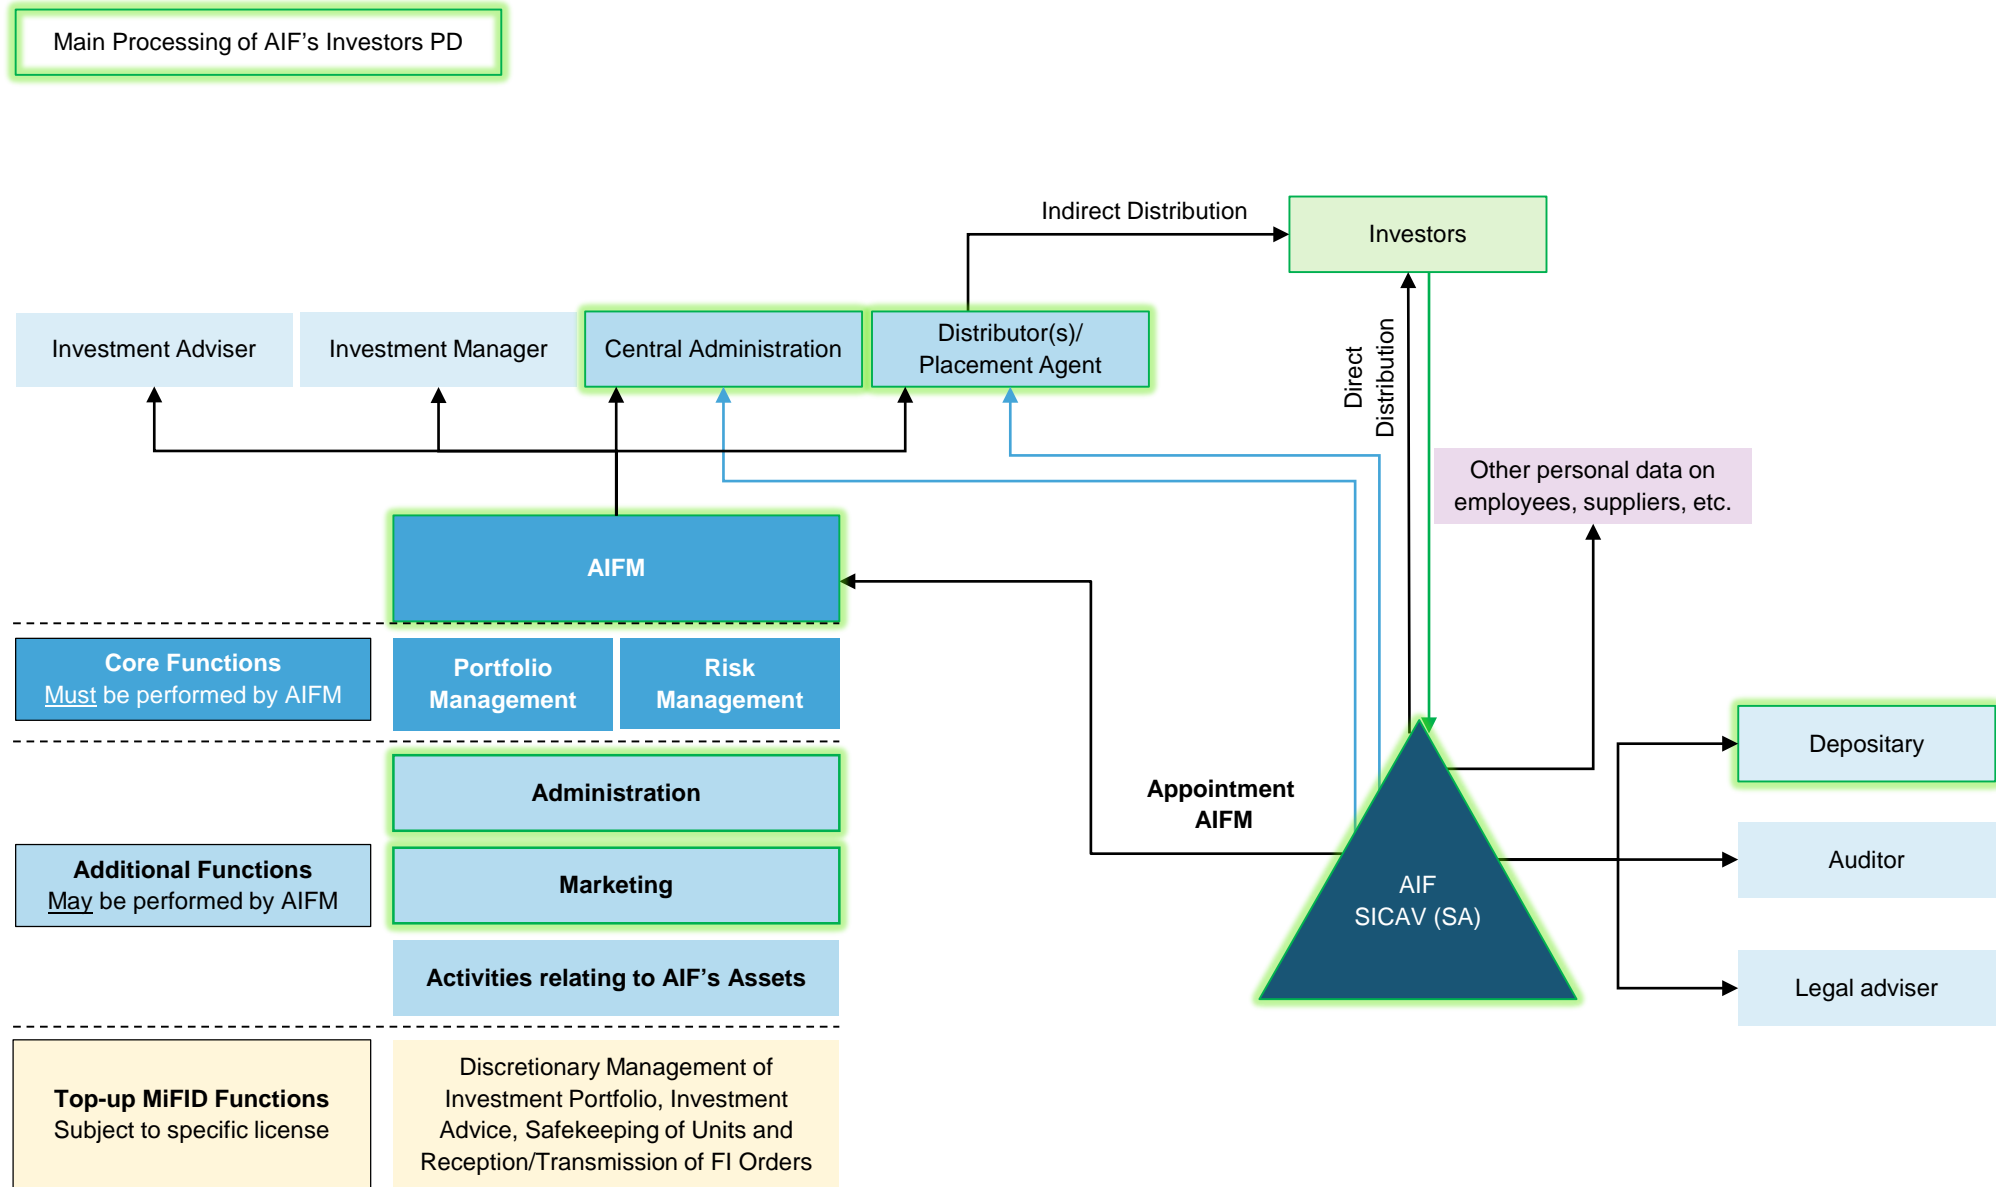 Main Processing of AIF’s Investors PD
Indirect Distribution
Investors
Investment Adviser
Investment Manager
Central Administration
Distributor(s)/
Placement Agent
Direct
Distribution
Other personal data on
employees, suppliers, etc.
AIFM
Core Functions
Must be performed by AIFM
Portfolio
Management
Risk
Management
Depositary
Administration
Appointment
AIFM
Additional Functions
May be performed by AIFM
Marketing
AIF
SICAV (SA)
Auditor
Activities relating to AIF’s Assets
Legal adviser
Top-up MiFID Functions
Subject to specific license
Discretionary Management of
Investment Portfolio, Investment
Advice, Safekeeping of Units and
Reception/Transmission of FI Orders